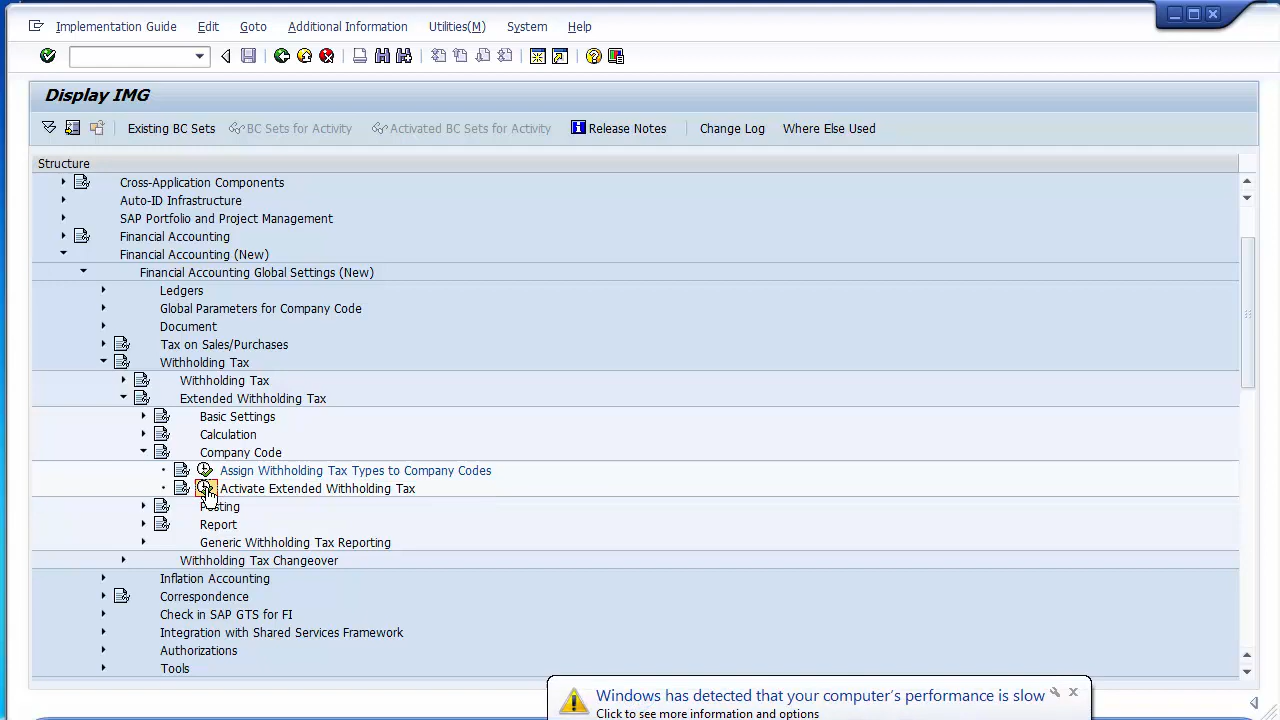 Implementation Guide Edit Goto Additional Information Utilities(M) System Help
Display IMG
Existing BC Sets BC Sets for Activity Activated BC Sets for Activity Release Notes Change Log Where Else Used
Structure
Cross-Application Components
Auto-ID Infrastructure
SAP Portfolio and Project Management
Financial Accounting
Financial Accounting (New)
Financial Accounting Global Settings (New)
Ledgers
Global Parameters for Company Code
Document
Tax on Sales/Purchases
Withholding Tax
Withholding Tax
Extended Withholding Tax
Basic Settings
Calculation
Company Code
Assign Withholding Tax Types to Company Codes
Activate Extended Withholding Tax
Posting
Report
Generic Withholding Tax Reporting
Withholding Tax Changeover
Inflation Accounting
Correspondence
Check in SAP GTS for FI
Integration with Shared Services Framework
Authorizations
Tools
Windows has detected that your computer's performance is slow
Click to see more information and options